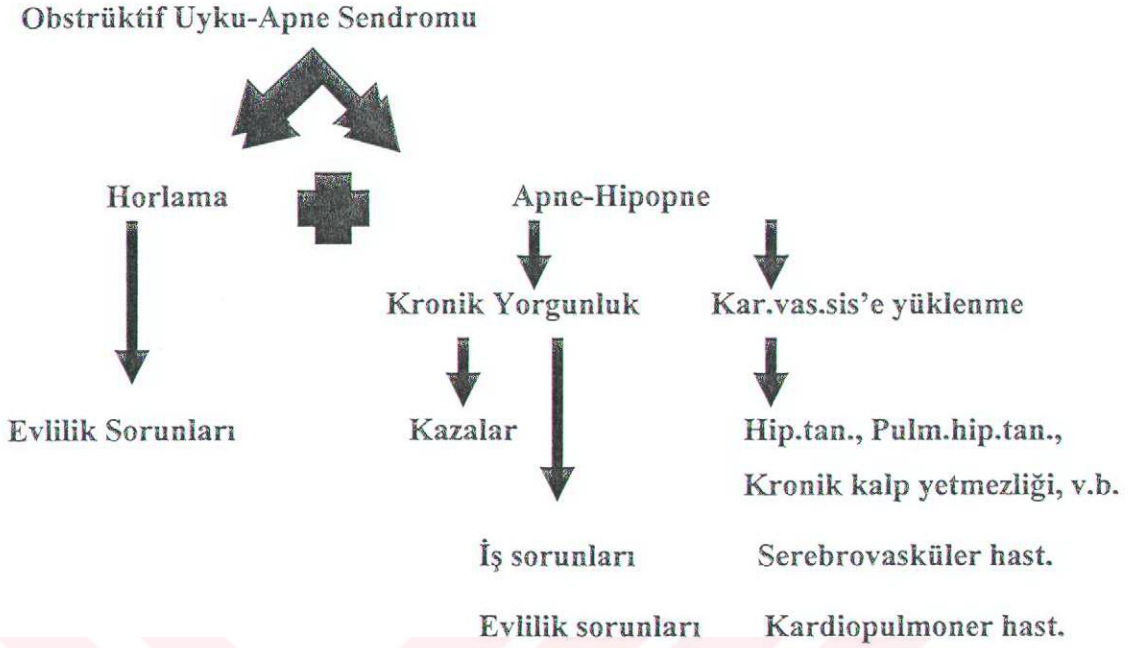 Obstrüktif Uyku-Apne Sendromu
Horlama
Apne-Hipopne
Kronik Yorgunluk
Kar.vas.sis'e yüklenme
Evlilik Sorunları
Kazalar
Hip.tan., Pulm.hip.tan.,
Kronik kalp yetmezliği, v.b.
İş sorunları
Serebrovasküler hast.
Evlilik sorunları
Kardiopulmoner hast.